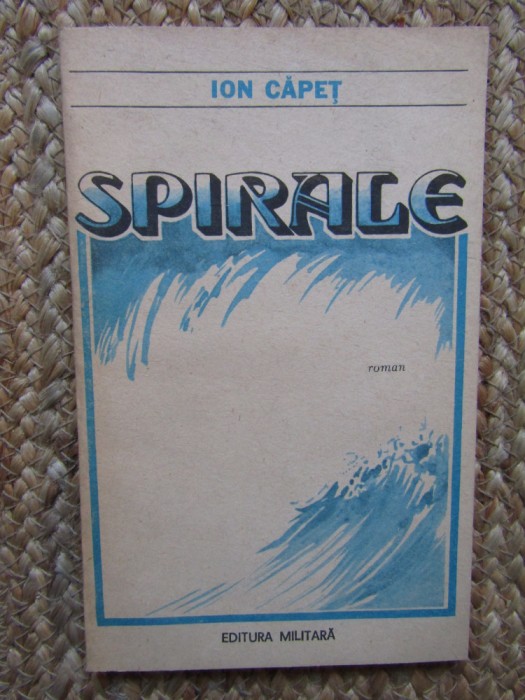 ION CĂPEȚ
SPIRALE
roman
EDITURA MILITARĂ